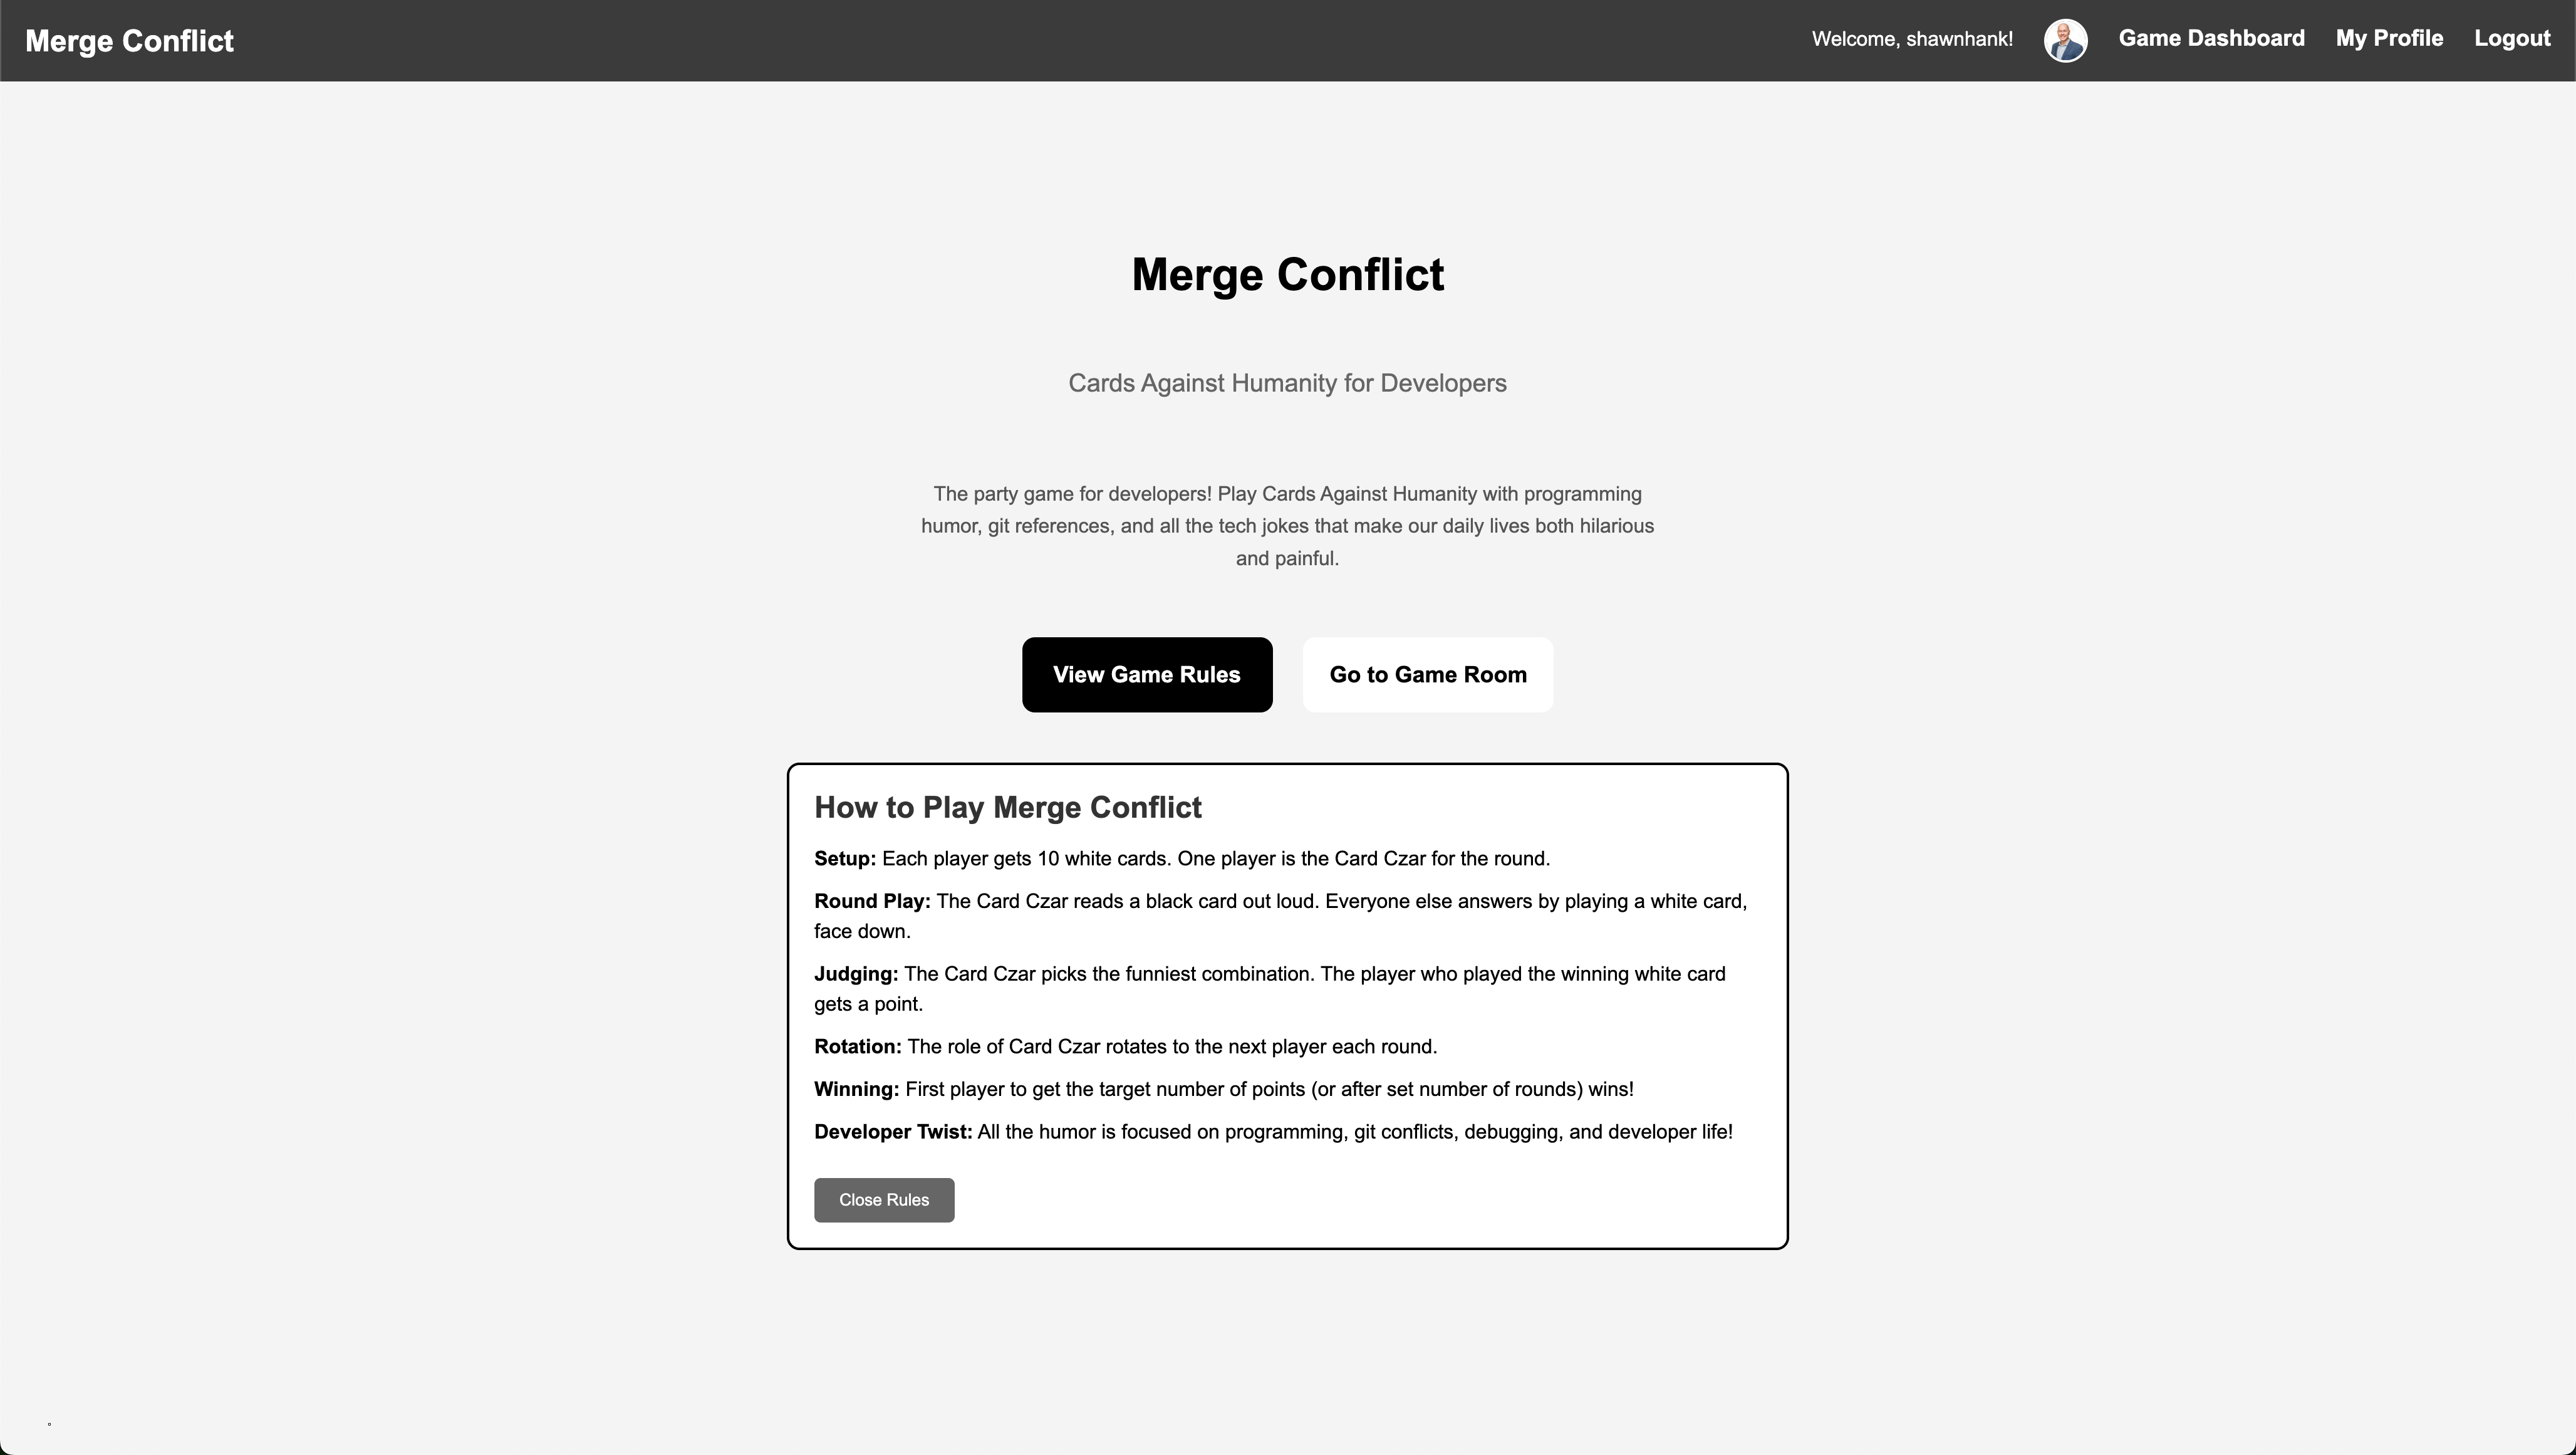 Merge Conflict
Welcome, shawnhank!
Game Dashboard
My Profile
Logout
Merge Conflict
Cards Against Humanity for Developers
The party game for developers! Play Cards Against Humanity with programming
humor, git references, and all the tech jokes that make our daily lives both hilarious
and painful.
View Game Rules
Go to Game Room
How to Play Merge Conflict
Setup: Each player gets 10 white cards. One player is the Card Czar for the round.
Round Play: The Card Czar reads a black card out loud. Everyone else answers by playing a white card,
face down.
Judging: The Card Czar picks the funniest combination. The player who played the winning white card
gets a point.
Rotation: The role of Card Czar rotates to the next player each round.
Winning: First player to get the target number of points (or after set number of rounds) wins!
Developer Twist: All the humor is focused on programming, git conflicts, debugging, and developer life!
Close Rules